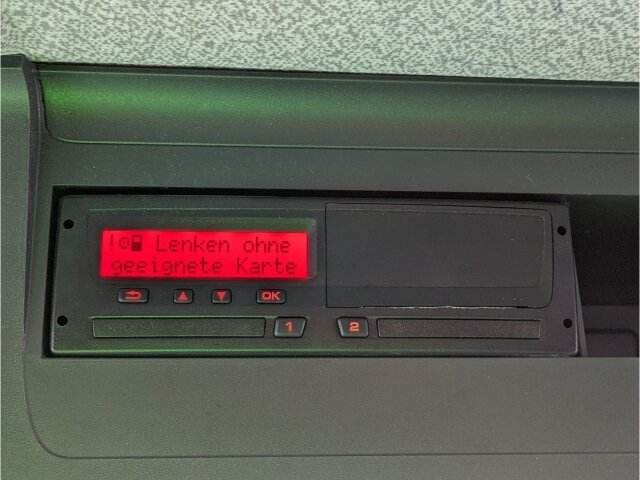 ! Lenken ohne
geeignete Karte
OK
1 2